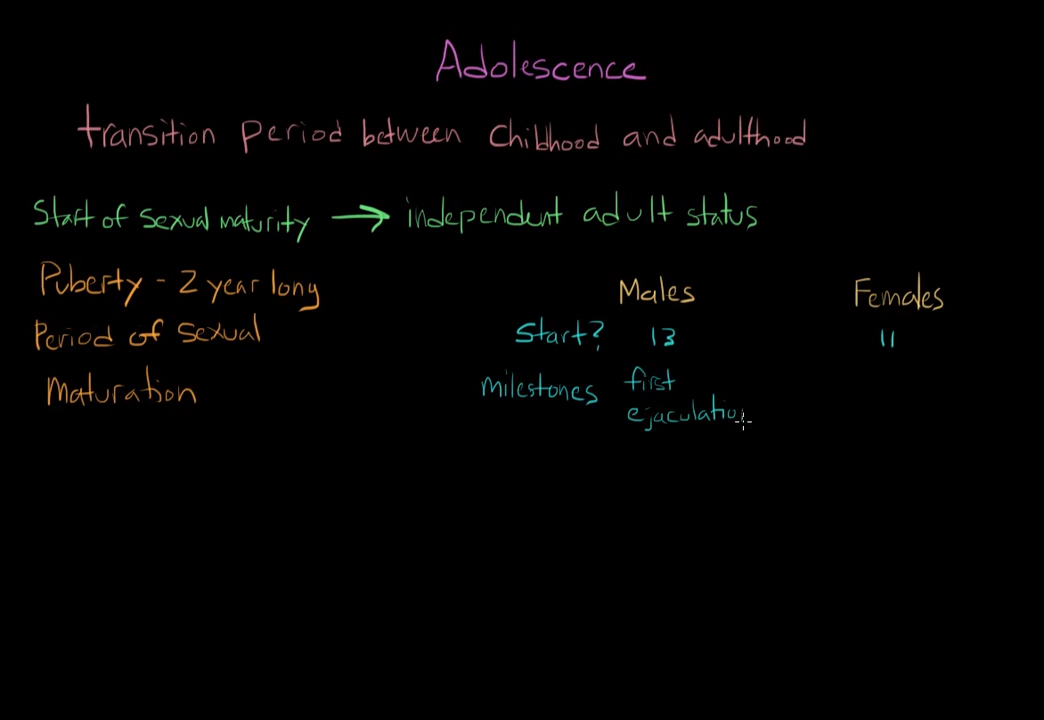 Adolescence
transition period between childhood and adulthood
Start of sexual maturity → independent adult status
Puberty - 2 year long
Period of sexual
maturation
Males Females
Start? 13 11
milestones first
ejaculatio